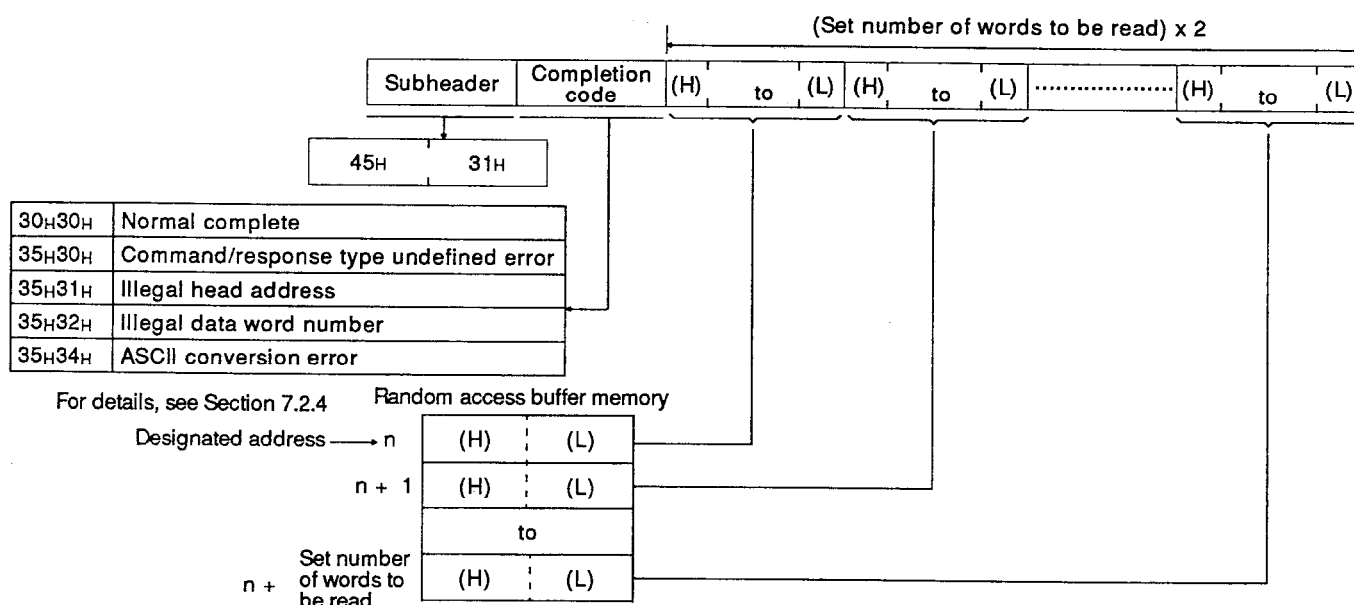 (Set number of words to be read) x 2
Subheader
Completion code
(H) to (L) (H) to (L) (H) to (L)
45H 31H
30H30H Normal complete
35H30H Command/response type undefined error
35H31H Illegal head address
35H32H Illegal data word number
35H34H ASCII conversion error
For details, see Section 7.2.4
Random access buffer memory
Designated address n (H) (L)
n + 1 (H) (L)
to
n + Set number of words to be read (H) (L)